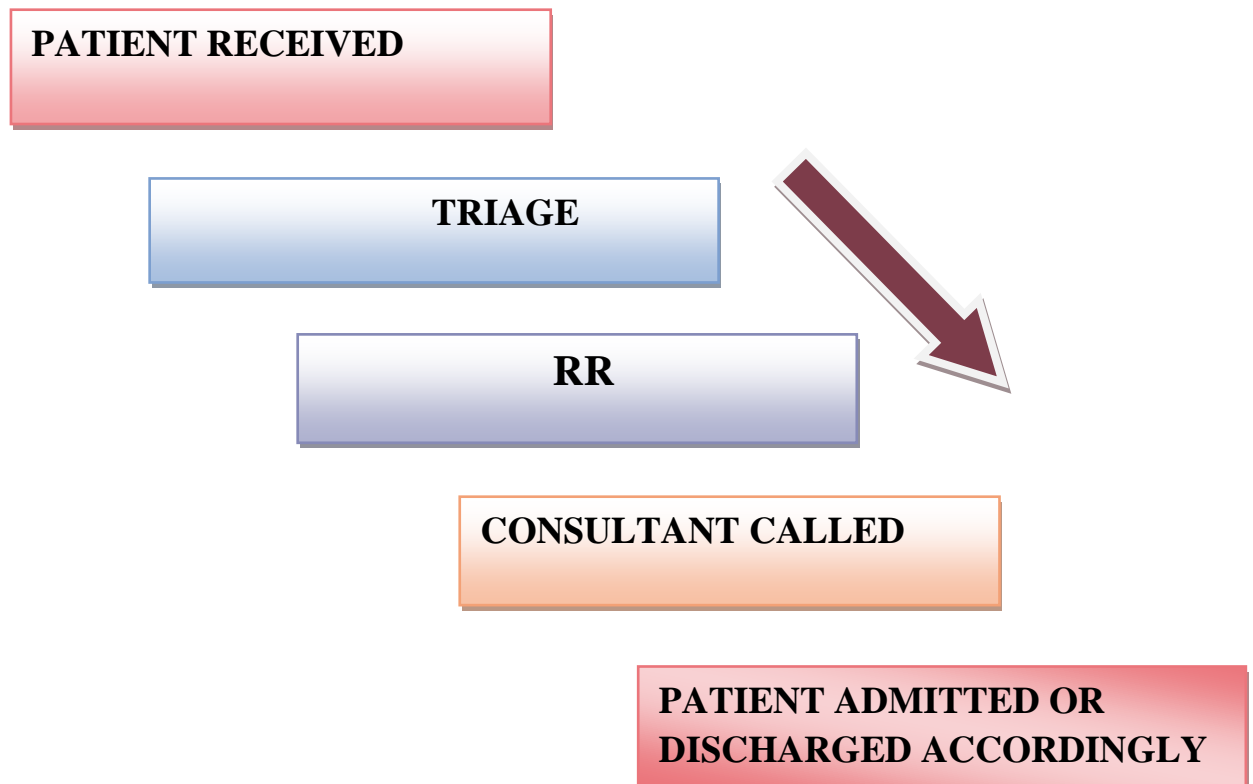 PATIENT RECEIVED
TRIAGE
RR
CONSULTANT CALLED
PATIENT ADMITTED OR
DISCHARGED ACCORDINGLY